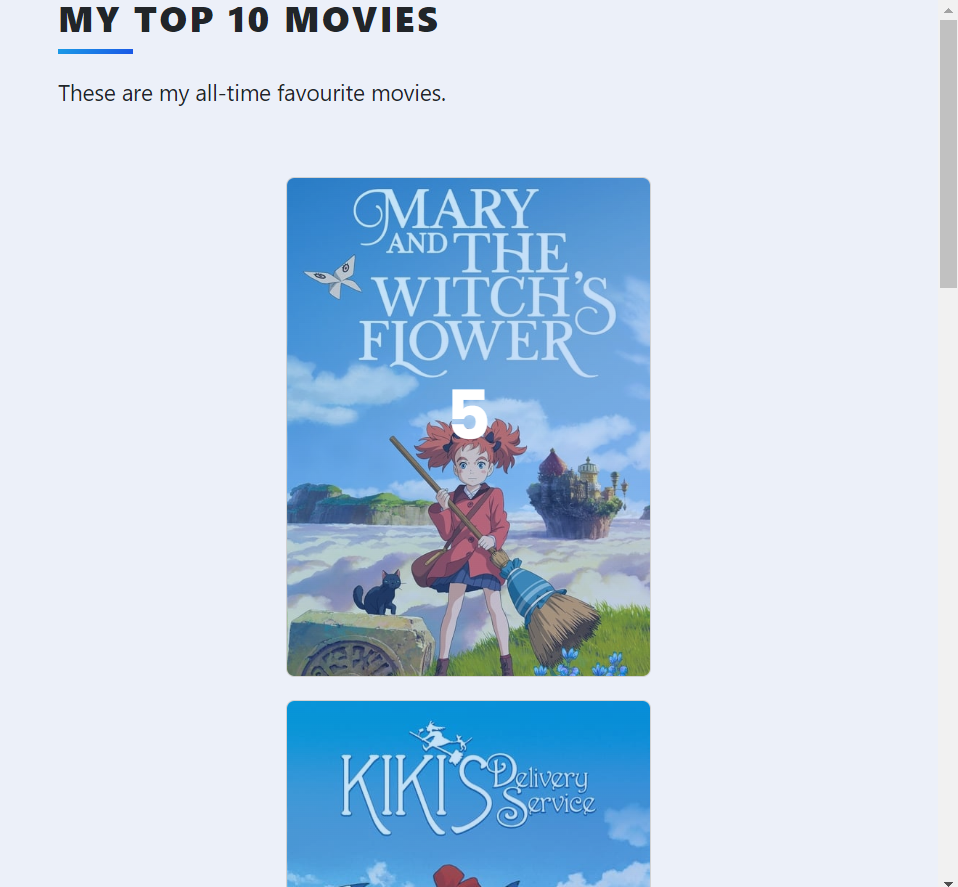 MY TOP 10 MOVIES
These are my all-time favourite movies.
MARY
AND THE
WITCH'S
FLOWER
5
KIKI'S Delivery
Service